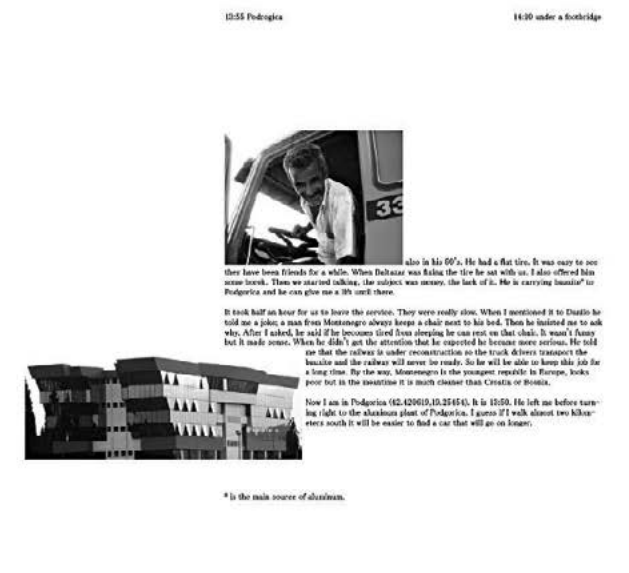 13:55 Podrogica
14:20 under a footbridge
33
also in his 60's. He had a flat tire. It was easy to see
they have been friends for a while. When Baltazar was fixing the tire he sat with us. I also offered him
some borek. Then we started talking, the subject was money, the lack of it. He is carrying bauxite* to
Podgorica and he can give me a lift until there.
It took half an hour for us to leave the service. They were really slow. When I mentioned it to Danilo he
told me a joke; a man from Montenegro always keeps a chair next to his bed. Then he insisted me to ask
why. After I asked, he said if he becomes tired from sleeping he can rest on that chair. It wasn't funny
but it made sense. When he didn't get the attention that he expected he became more serious. He told
me that the railway is under reconstruction so the truck drivers transport the
bauxite and the railway will never be ready. So he will be able to keep this job for
a long time. By the way, Montenegro is the youngest republic in Europe, looks
poor but in the meantime it is much cleaner than Croatia or Bosnia.
Now I am in Podgorica (42.420619,19.25454). It is 13:50. He left me before turn-
ing right to the aluminum plant of Podgorica. I guess if I walk almost two kilom-
eters south it will be easier to find a car that will go on longer.
* is the main source of aluminum.